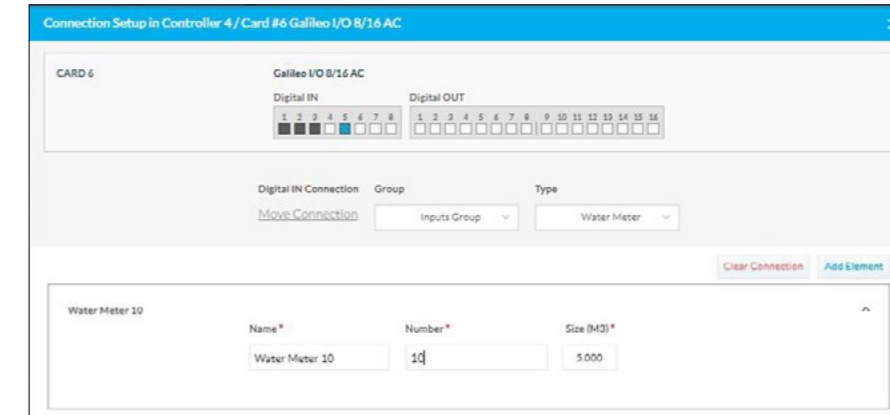 Connection Setup in Controller 4 / Card #6 Galileo I/O 8/16 AC
CARD 6 Galileo I/O 8/16 AC
Digital IN Digital OUT
1 2 3 4 5 6 7 8 1 2 3 4 5 6 7 8 9 10 11 12 13 14 15 16
Digital IN Connection Group Type
Move Connection Inputs Group Water Meter
Clear Connection Add Element
Water Meter 10
Name* Number* Size (M3)*
Water Meter 10 10 5.000